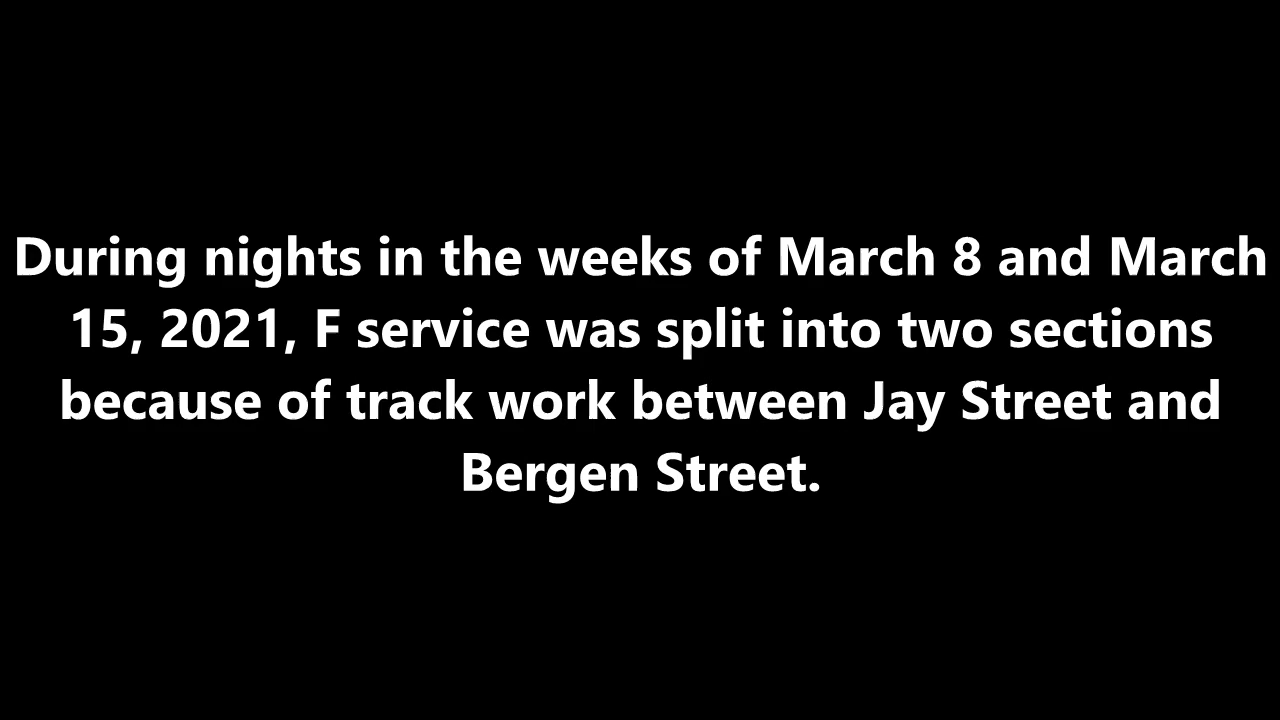 During nights in the weeks of March 8 and March
15, 2021, F service was split into two sections
because of track work between Jay Street and
Bergen Street.